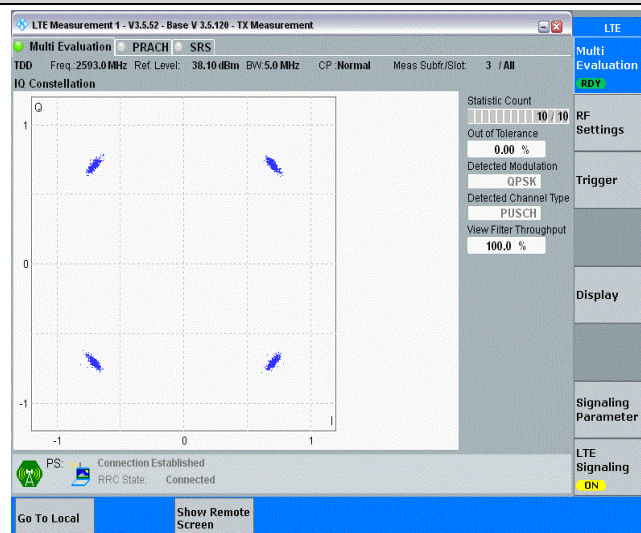 LTE Measurement 1 - V3.5.52 - Base V 3.5.120 - TX Measurement
LTE
Multi Evaluation PRACH SRS
TDD Freq.:2593.0 MHz Ref. Level: 38.10 dBm BW:5.0 MHz CP :Normal Meas Subfr./Slot: 3 / All
IQ Constellation
Q
1
0
-1
I
-1 0 1
Statistic Count
10 / 10
Out of Tolerance
0.00 %
Detected Modulation
QPSK
Detected Channel Type
PUSCH
View Filter Throughput
100.0 %
Multi
Evaluation
RDY
RF
Settings
Trigger
Display
Signaling
Parameter
LTE
Signaling
ON
PS: Connection Established
RRC State: Connected
Go To Local
Show Remote
Screen